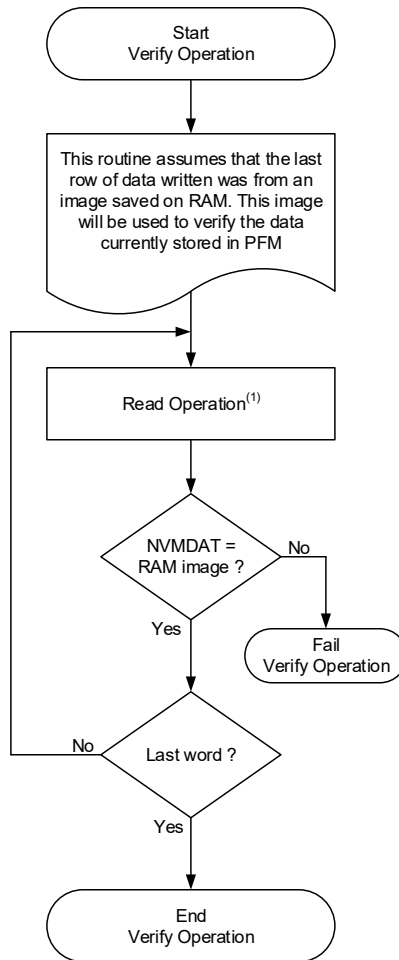 Start
Verify Operation
This routine assumes that the last
row of data written was from an
image saved on RAM. This image
will be used to verify the data
currently stored in PFM
Read Operation(1)
NVMDAT =
RAM image ?
No
Yes
Fail
Verify Operation
Last word ?
No
Yes
End
Verify Operation